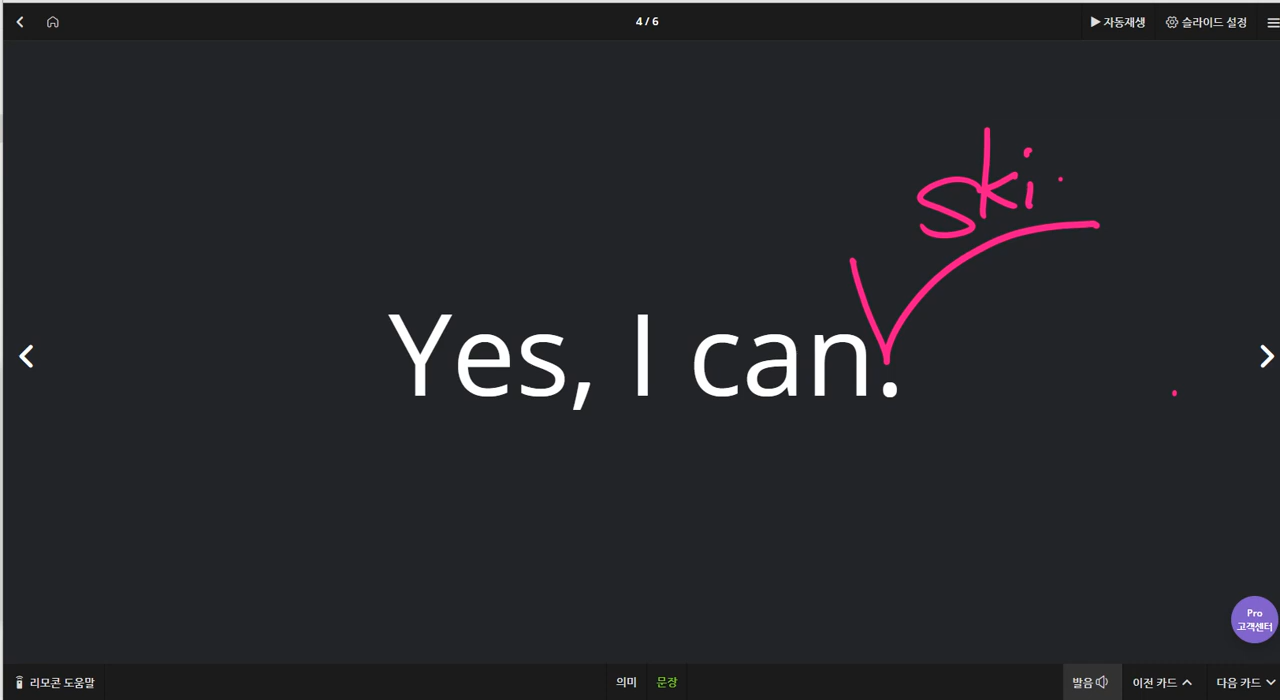 4 / 6
자동재생
슬라이드 설정
ski
Yes, I can.
Pro
고객센터
리모콘 도움말
의미
문장
발음
이전 카드
다음 카드